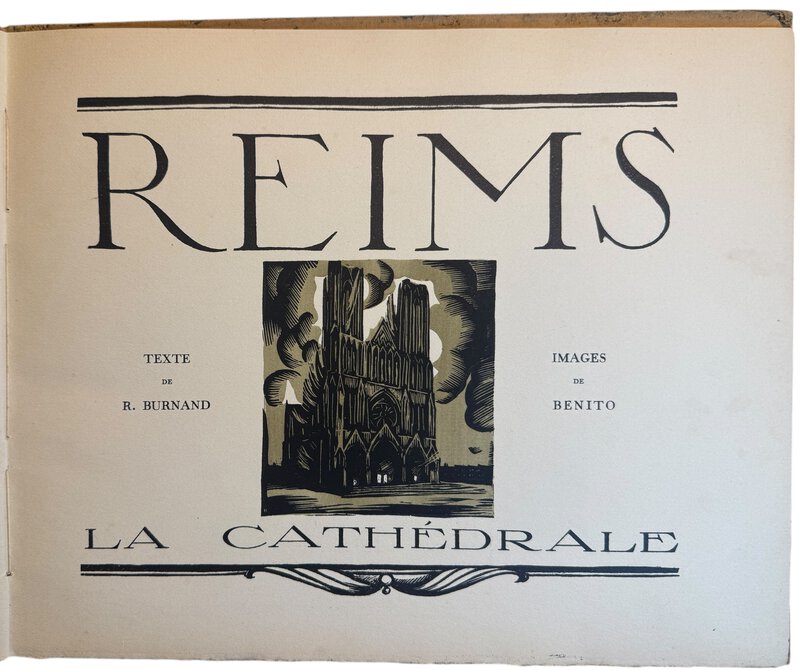 REIMS
TEXTE
DE
R. BURNAND
IMAGES
DE
BENITO
LA CATHÉDRALE